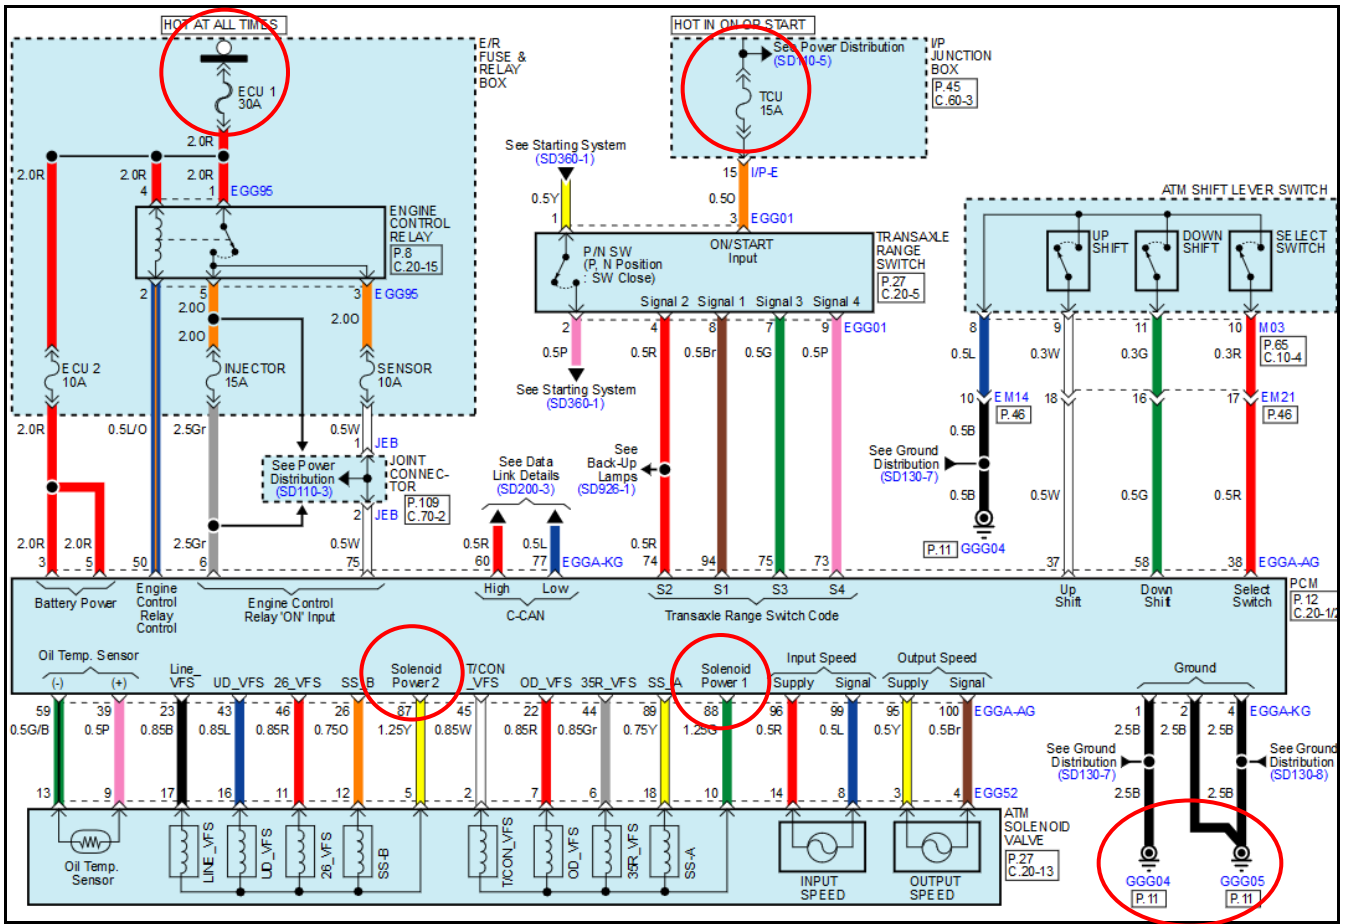 HOT AT ALL TIMES
HOT IN ON OR START
E/R
FUSE &
RELAY
BOX
ECU 1
30A
2.0R
2.0R
2.0R
2.0R
4
1
EGG95
ENGINE
CONTROL
RELAY
P.8
C.20-15
2
5
3
EGG95
2.0O
2.0O
2.0O
ECU 2
10A
INJECTOR
15A
SENSOR
10A
2.0R
0.5L/O
2.5Gr
0.5W
1
JEB
See Power
Distribution
(SD110-3)
JOINT
CONNEC-
TOR
P.109
C.70-2
2
JEB
2.0R
2.0R
2.5Gr
0.5W
3
5
50
6
75
See Power Distribution
(SD110-5)
TCU
15A
I/P
JUNCTION
BOX
P.45
C.60-3
See Starting System
(SD360-1)
15
I/P-E
0.5Y
0.5O
1
3
EGG01
P/N SW
(P, N Position
: SW Close)
ON/START
Input
TRANSAXLE
RANGE
SWITCH
P.27
C.20-5
Signal 2
Signal 1
Signal 3
Signal 4
2
4
8
7
9
EGG01
0.5P
0.5R
0.5Br
0.5G
0.5P
See Starting System
(SD360-1)
See Data
Link Details
(SD200-3)
See
Back-Up
Lamps
(SD926-1)
0.5R
0.5L
0.5R
60
77
EGGA-KG
74
94
75
73
ATM SHIFT LEVER SWITCH
UP
SHIFT
DOWN
SHIFT
SELECT
SWITCH
8
9
11
10
M03
P.65
C.10-4
0.5L
0.3W
0.3G
0.3R
10
EM14
P.46
18
16
17
EM21
P.46
0.5B
See Ground
Distribution
(SD130-7)
0.5B
0.5W
0.5G
0.5R
P.11
GGG04
37
58
38
EGGA-AG
Battery Power
Engine
Control
Relay
Control
Engine Control
Relay 'ON' Input
High
Low
C-CAN
S2
S1
S3
S4
Transaxle Range Switch Code
Up
Shift
Down
Shift
Select
Switch
PCM
P.12
C.20-1/2
Oil Temp. Sensor
(-)
(+)
Line_
VFS
UD_VFS
26_VFS
SS_B
Solenoid
Power 2
T/CON
_VFS
OD_VFS
35R_VFS
SS_A
Solenoid
Power 1
Input Speed
Supply
Signal
Output Speed
Supply
Signal
Ground
59
39
23
43
46
26
87
45
22
44
89
88
96
99
95
100
EGGA-AG
1
2
4
EGGA-KG
0.5G/B
0.5P
0.85B
0.85L
0.85R
0.75O
1.25Y
0.85W
0.85R
0.85Gr
0.75Y
1.25G
0.5R
0.5L
0.5Y
0.5Br
2.5B
2.5B
2.5B
See Ground
Distribution
(SD130-7)
See Ground
Distribution
(SD130-8)
2.5B
2.5B
13
9
17
16
11
12
5
2
7
6
18
10
14
8
3
4
EGG52
ATM
SOLENOID
VALVE
P.27
C.20-13
Oil Temp.
Sensor
LINE_VFS
UD_VFS
26_VFS
SS-B
T/CON_VFS
OD_VFS
35R_VFS
SS-A
INPUT
SPEED
OUTPUT
SPEED
GGG04
P.11
GGG05
P.11